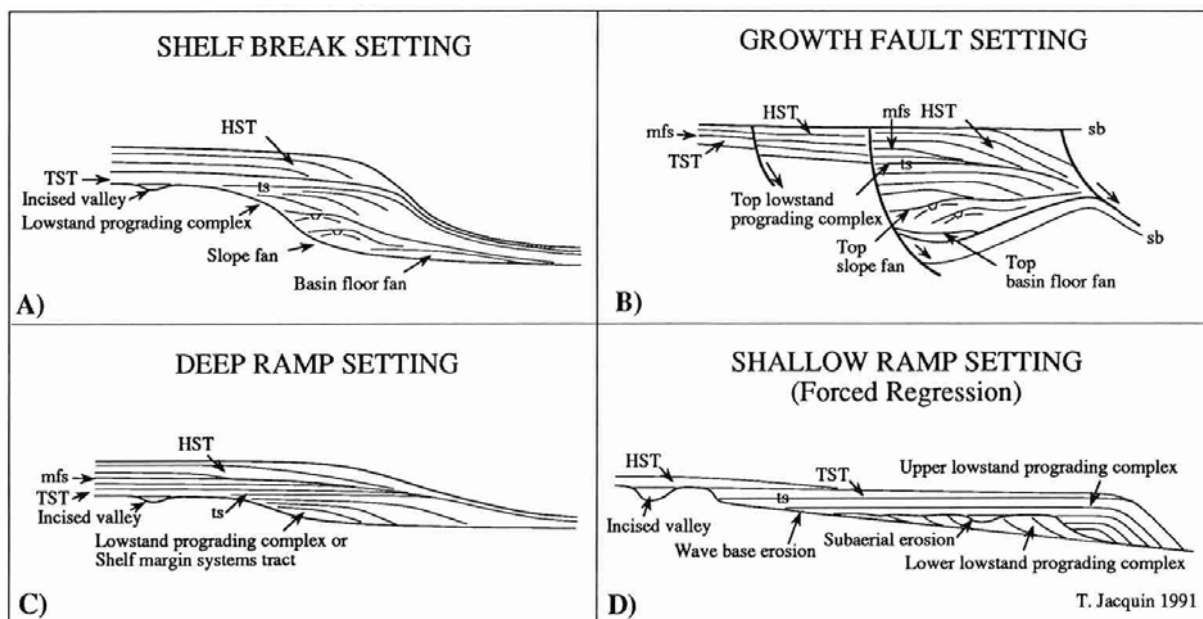 SHELF BREAK SETTING
HST
TST
Incised valley
ts
Lowstand prograding complex
Slope fan
Basin floor fan
A)
GROWTH FAULT SETTING
HST
mfs
HST
mfs
sb
TST
ts
Top lowstand
prograding complex
Top
slope fan
Top
basin floor fan
sb
B)
DEEP RAMP SETTING
HST
mfs
TST
Incised valley
ts
Lowstand prograding complex or
Shelf margin systems tract
C)
SHALLOW RAMP SETTING
(Forced Regression)
HST
TST
Upper lowstand prograding complex
ts
Incised valley
Wave base erosion
Subaerial erosion
Lower lowstand prograding complex
D)
T. Jacquin 1991